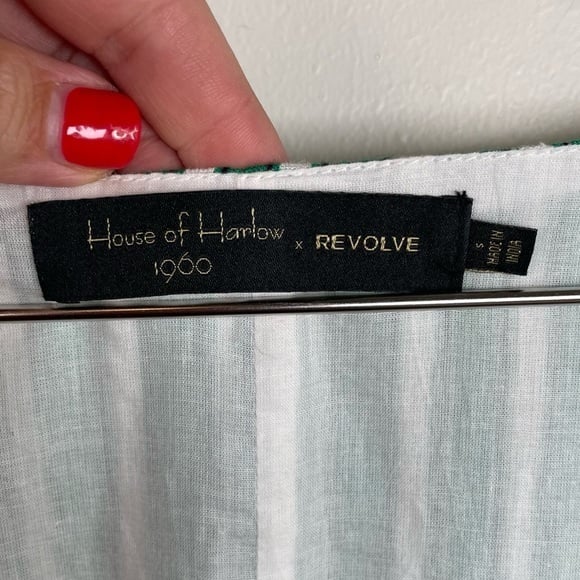 House of Harlow x REVOLVE
1960
S
MADE IN
INDIA